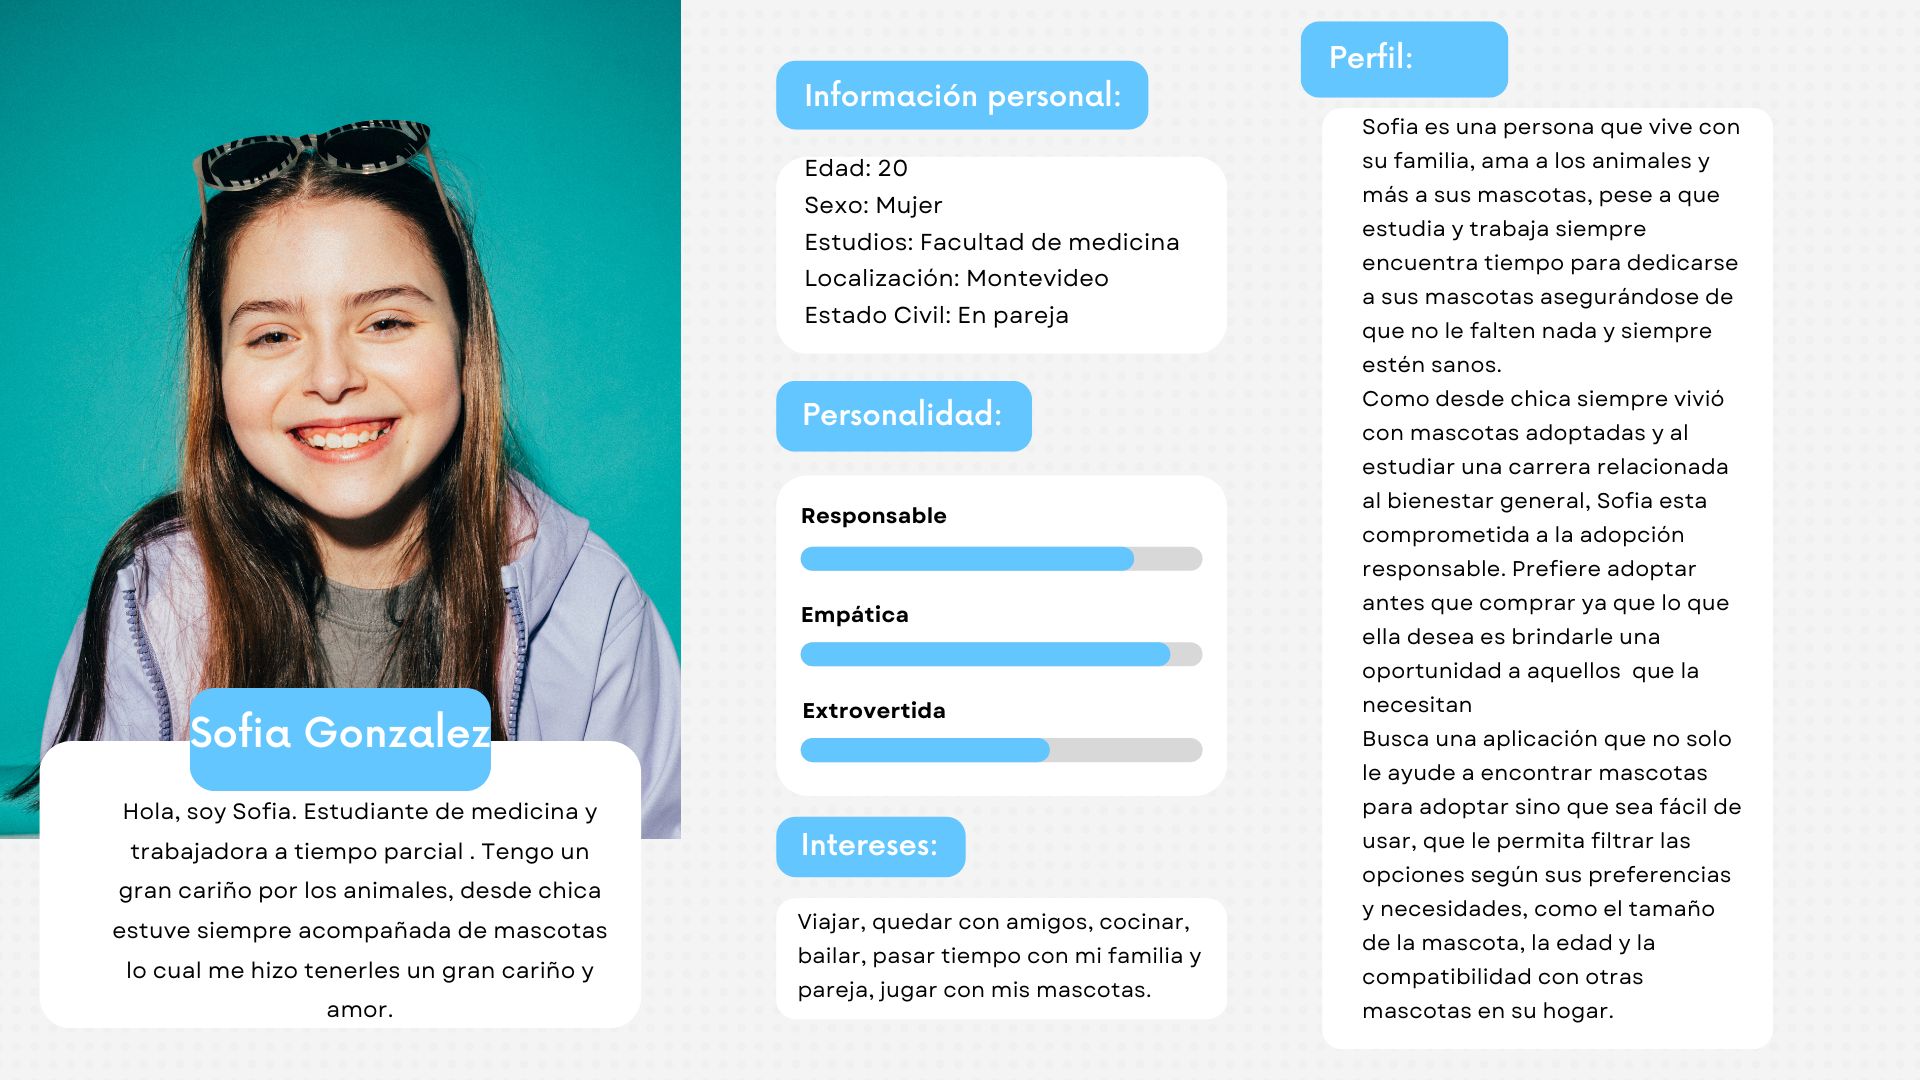 Sofia Gonzalez
Hola, soy Sofia. Estudiante de medicina y
trabajadora a tiempo parcial . Tengo un
gran cariño por los animales, desde chica
estuve siempre acompañada de mascotas
lo cual me hizo tenerles un gran cariño y
amor.
Información personal:
Edad: 20
Sexo: Mujer
Estudios: Facultad de medicina
Localización: Montevideo
Estado Civil: En pareja
Personalidad:
Responsable
Empática
Extrovertida
Intereses:
Viajar, quedar con amigos, cocinar,
bailar, pasar tiempo con mi familia y
pareja, jugar con mis mascotas.
Perfil:
Sofia es una persona que vive con
su familia, ama a los animales y
más a sus mascotas, pese a que
estudia y trabaja siempre
encuentra tiempo para dedicarse
a sus mascotas asegurándose de
que no le falten nada y siempre
estén sanos.
Como desde chica siempre vivió
con mascotas adoptadas y al
estudiar una carrera relacionada
al bienestar general, Sofia esta
comprometida a la adopción
responsable. Prefiere adoptar
antes que comprar ya que lo que
ella desea es brindarle una
oportunidad a aquellos  que la
necesitan
Busca una aplicación que no solo
le ayude a encontrar mascotas
para adoptar sino que sea fácil de
usar, que le permita filtrar las
opciones según sus preferencias
y necesidades, como el tamaño
de la mascota, la edad y la
compatibilidad con otras
mascotas en su hogar.